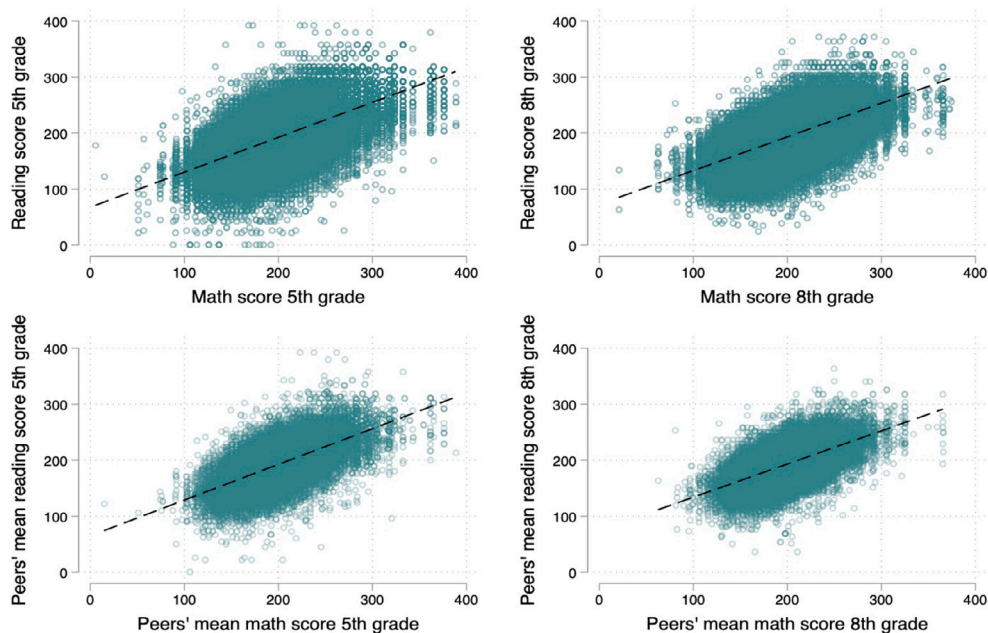 400
300
200
100
0
Reading score 5th grade
0 100 200 300 400
Math score 5th grade
400
300
200
100
0
Reading score 8th grade
0 100 200 300 400
Math score 8th grade
400
300
200
100
0
Peers' mean reading score 5th grade
0 100 200 300 400
Peers' mean math score 5th grade
400
300
200
100
0
Peers' mean reading score 8th grade
0 100 200 300 400
Peers' mean math score 8th grade